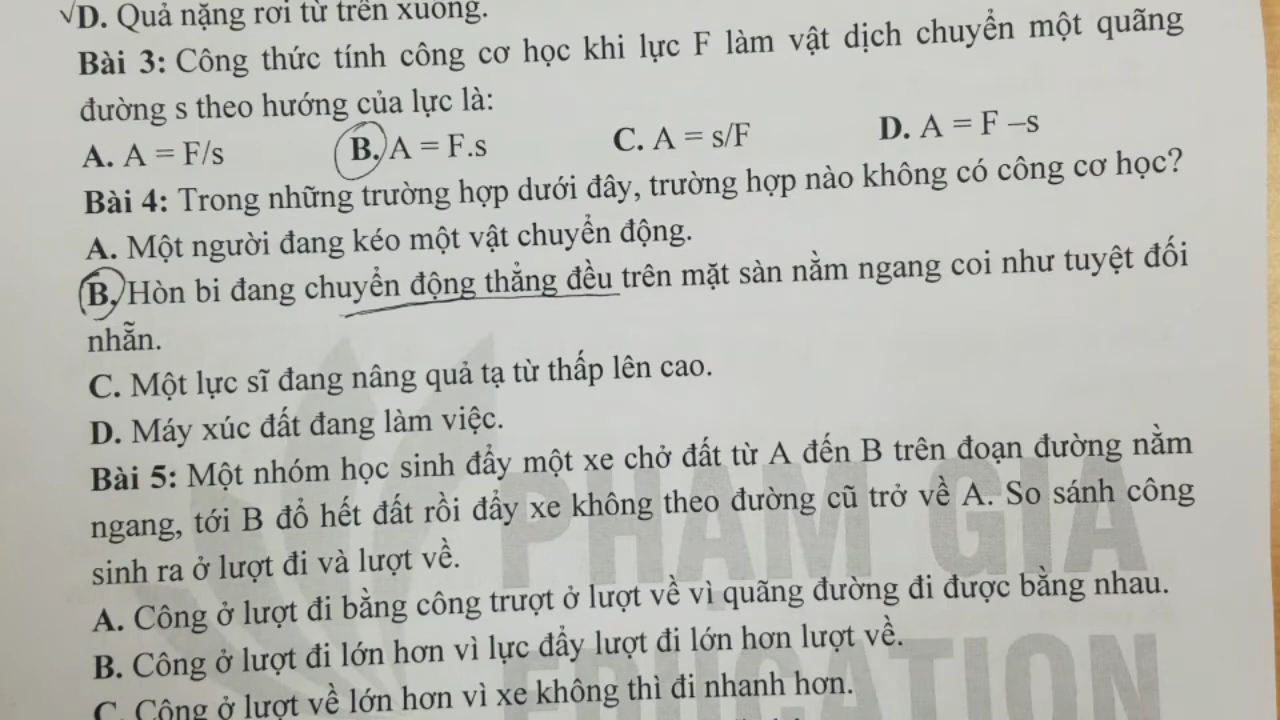 D. Quả nặng rơi từ trên xuống.
Bài 3: Công thức tính công cơ học khi lực F làm vật dịch chuyển một quãng
đường s theo hướng của lực là:
A. A = F/s B. A = F.s C. A = s/F D. A = F –s
Bài 4: Trong những trường hợp dưới đây, trường hợp nào không có công cơ học?
A. Một người đang kéo một vật chuyển động.
B. Hòn bi đang chuyển động thẳng đều trên mặt sàn nằm ngang coi như tuyệt đối
nhẵn.
C. Một lực sĩ đang nâng quả tạ từ thấp lên cao.
D. Máy xúc đất đang làm việc.
Bài 5: Một nhóm học sinh đẩy một xe chở đất từ A đến B trên đoạn đường nằm
ngang, tới B đổ hết đất rồi đẩy xe không theo đường cũ trở về A. So sánh công
sinh ra ở lượt đi và lượt về.
A. Công ở lượt đi bằng công trượt ở lượt về vì quãng đường đi được bằng nhau.
B. Công ở lượt đi lớn hơn vì lực đẩy lượt đi lớn hơn lượt về.
C. Công ở lượt về lớn hơn vì xe không thì đi nhanh hơn.
PHAM GIA
EDUCATION